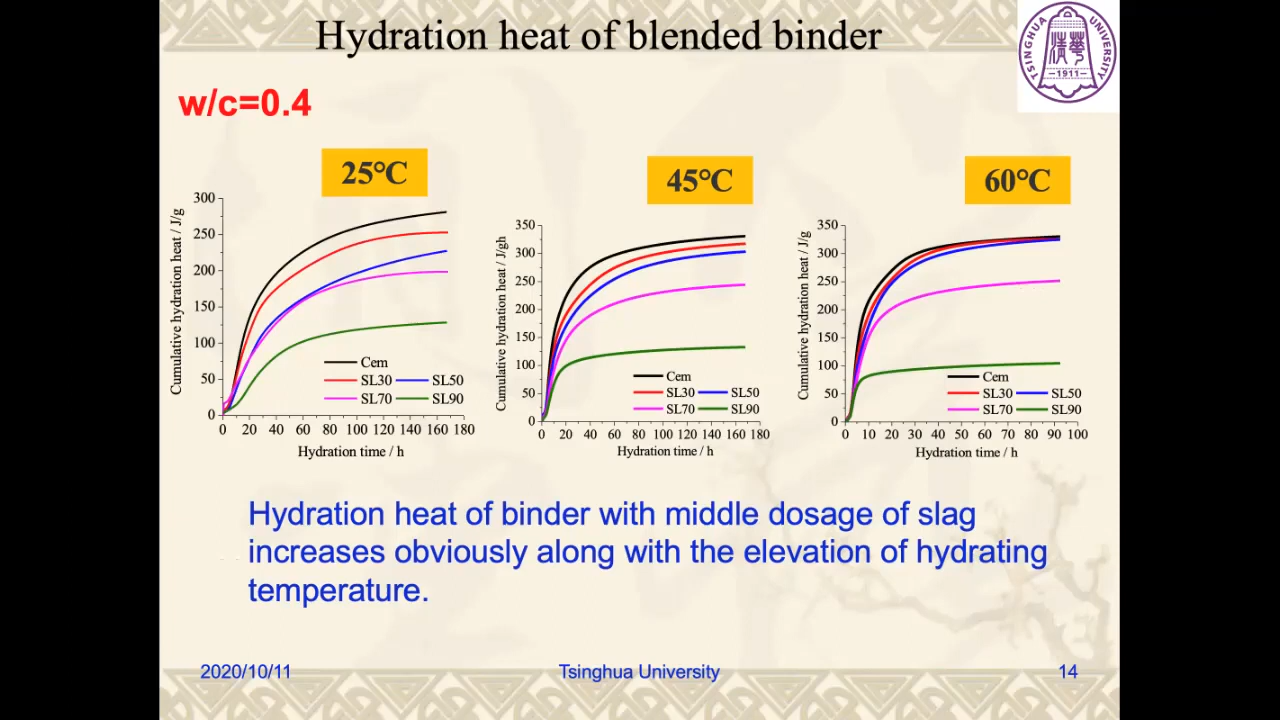 Hydration heat of blended binder
TSINGHUA UNIVERSITY
清華
-1911-
w/c=0.4
25℃
45℃
60℃
Cumulative hydration heat / J/g
300
250
200
150
100
50
0
0 20 40 60 80 100 120 140 160 180
Hydration time / h
Cem
SL30 SL50
SL70 SL90
Cumulative hydration heat / J/gh
350
300
250
200
150
100
50
0
0 20 40 60 80 100 120 140 160 180
Hydration time / h
Cem
SL30 SL50
SL70 SL90
Cumulative hydration heat / J/g
350
300
250
200
150
100
50
0
0 10 20 30 40 50 60 70 80 90 100
Hydration time / h
Cem
SL30 SL50
SL70 SL90
Hydration heat of binder with middle dosage of slag
increases obviously along with the elevation of hydrating
temperature.
2020/10/11
Tsinghua University
14